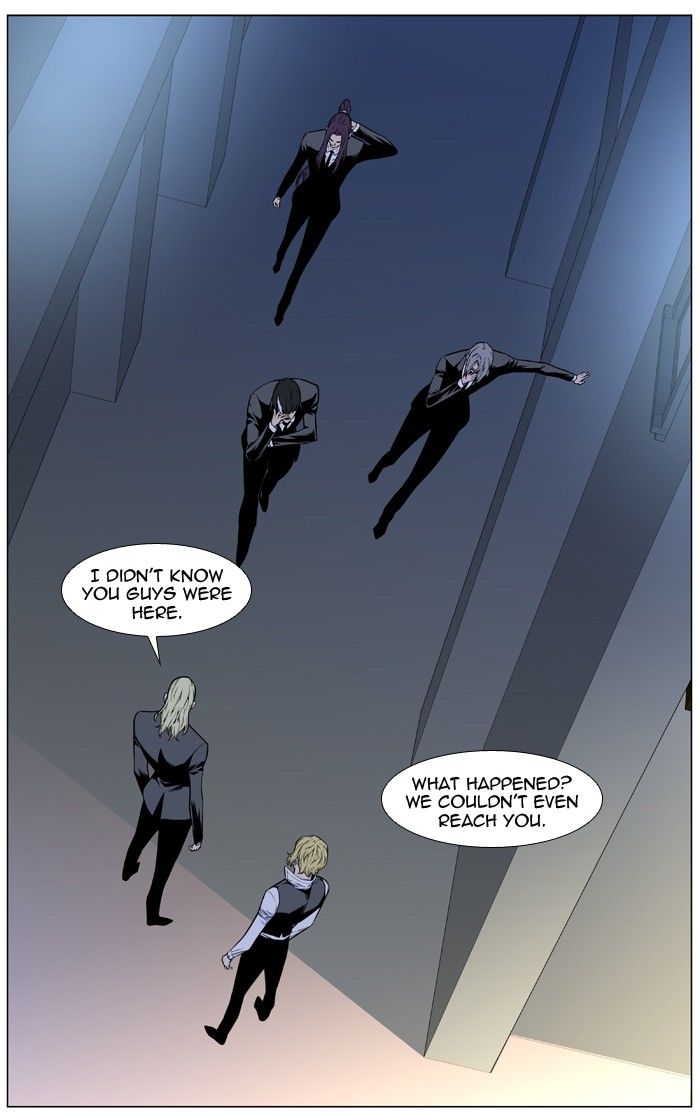 I DIDN'T KNOW
YOU GUYS WERE
HERE.
WHAT HAPPENED?
WE COULDN'T EVEN
REACH YOU.